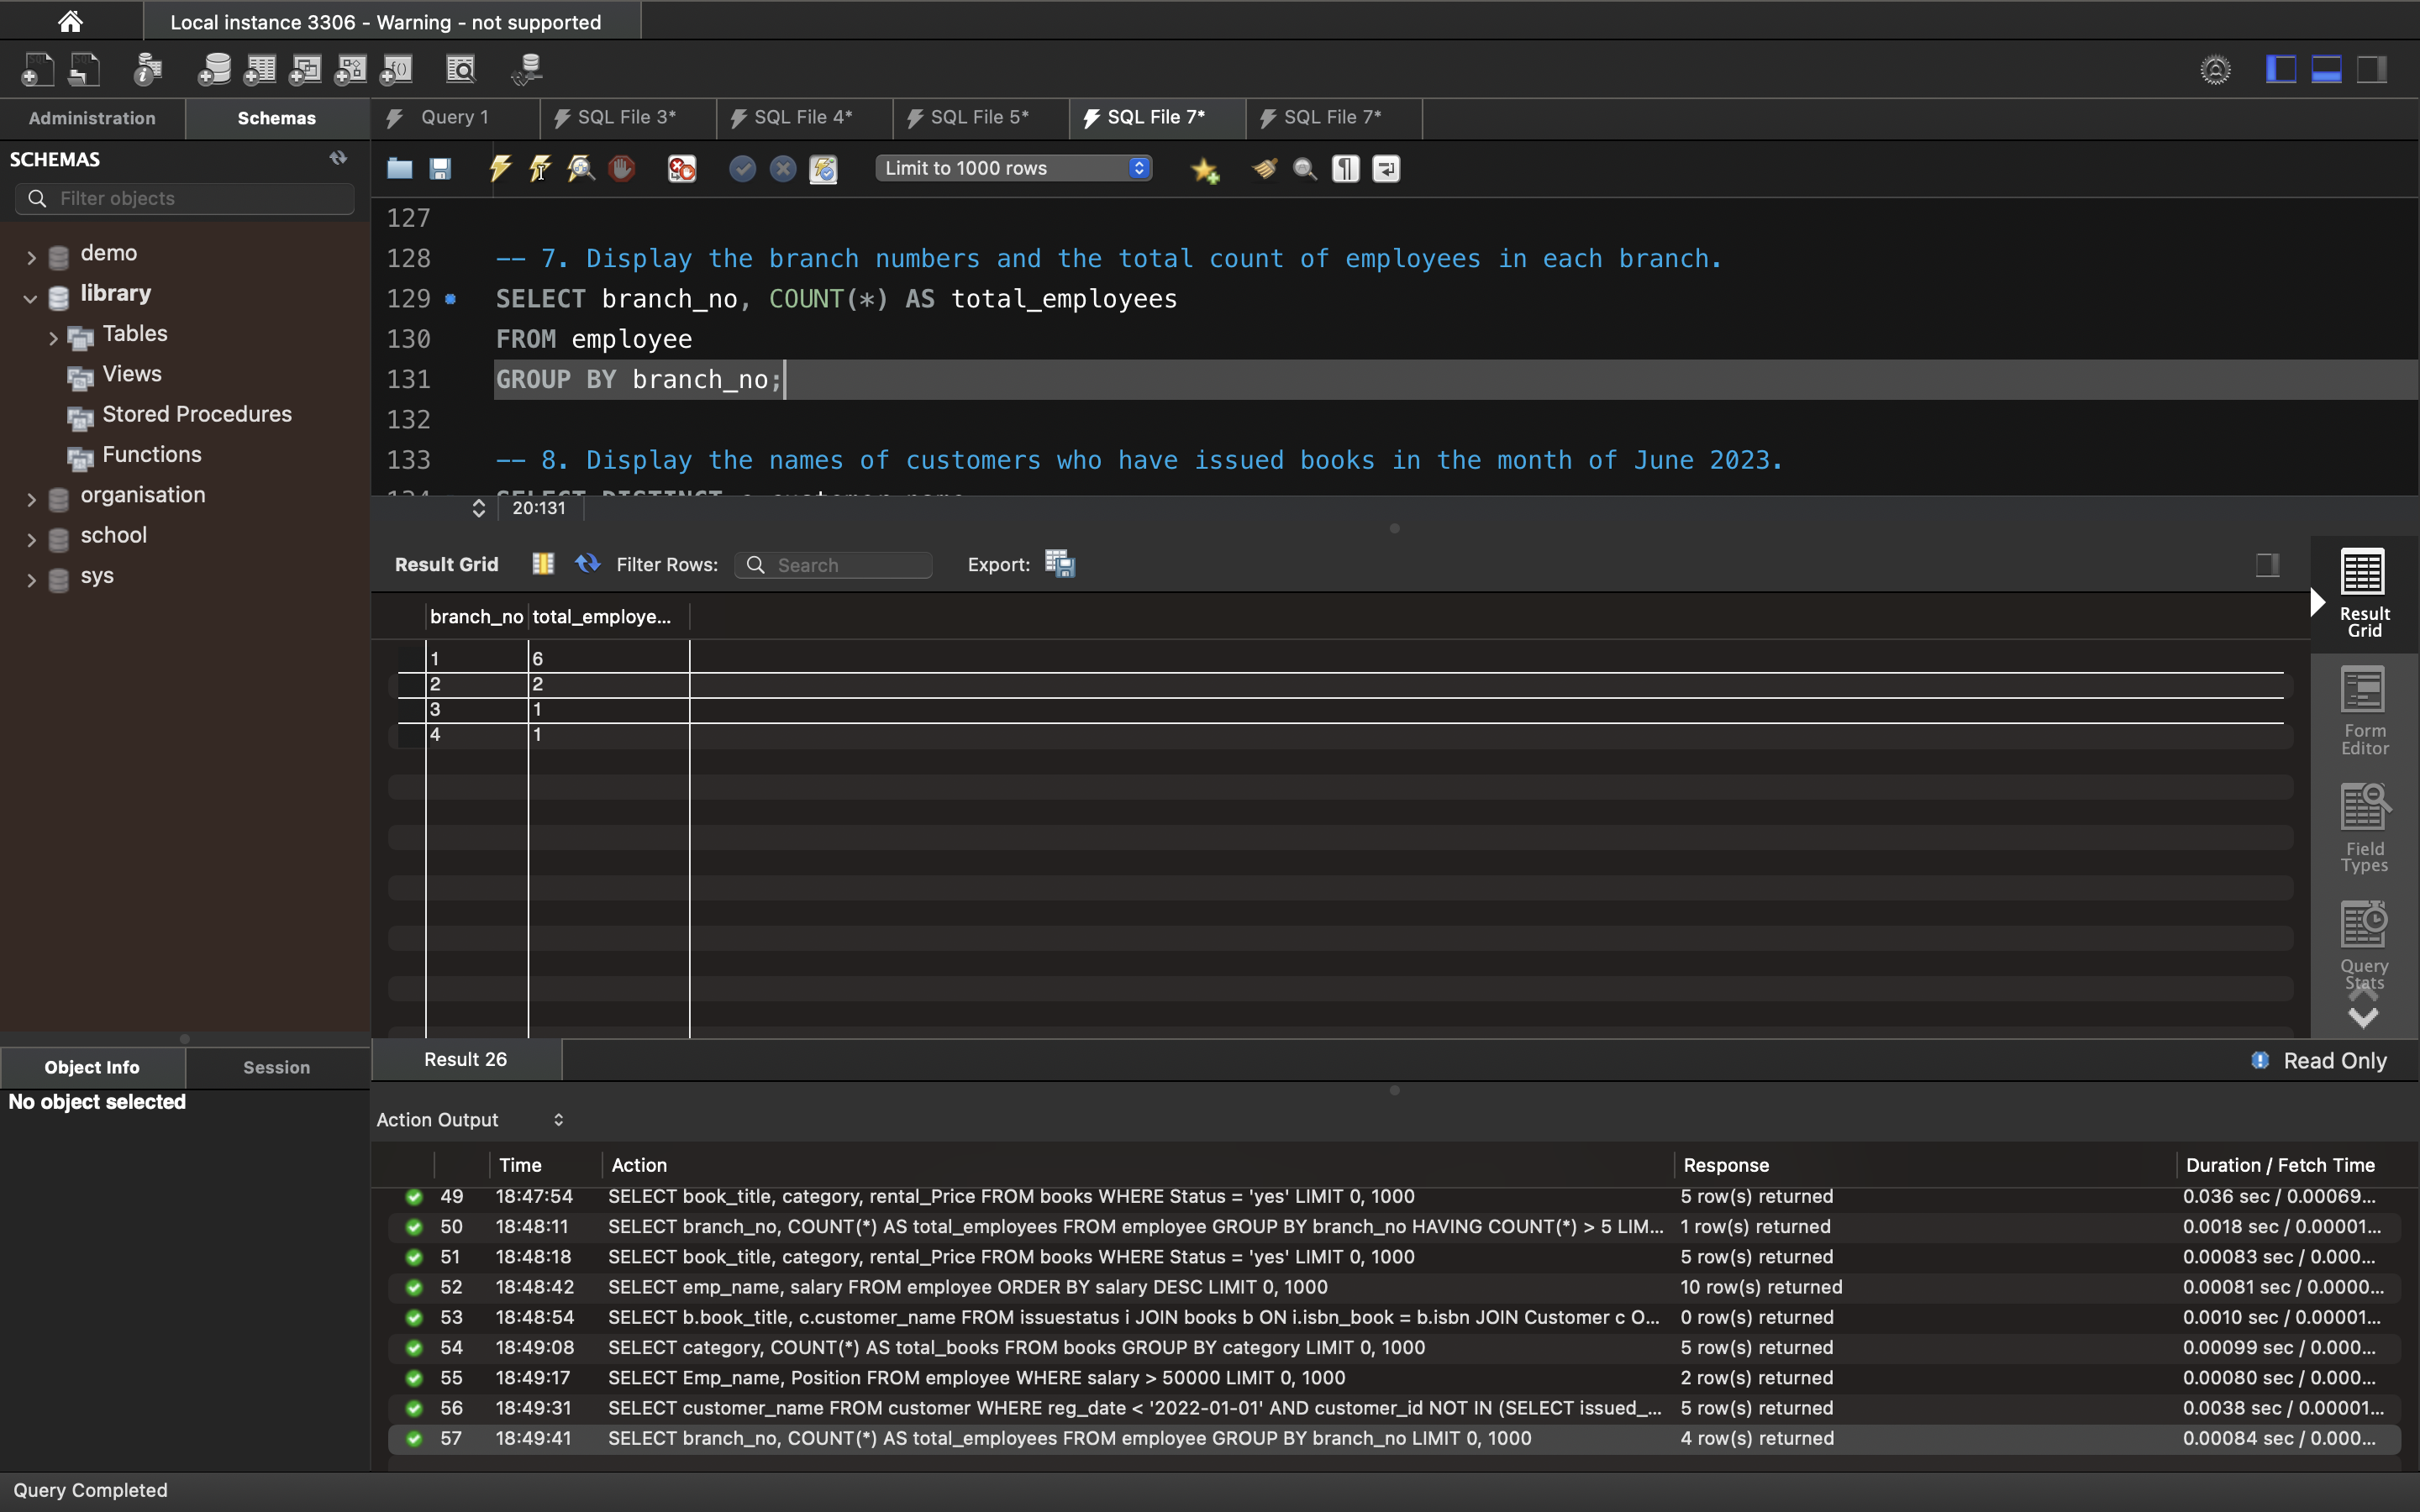 Local instance 3306 - Warning - not supported
Administration
Schemas
Query 1
SQL File 3*
SQL File 4*
SQL File 5*
SQL File 7*
SQL File 7*
SCHEMAS
Filter objects
Limit to 1000 rows
demo
library
Tables
Views
Stored Procedures
Functions
organisation
school
sys
127
128 -- 7. Display the branch numbers and the total count of employees in each branch.
129 SELECT branch_no, COUNT(*) AS total_employees
130 FROM employee
131 GROUP BY branch_no;
132
133 -- 8. Display the names of customers who have issued books in the month of June 2023.
134 SELECT DISTINCT c.customer_name
20:131
Result Grid Filter Rows: Search Export:
branch_no total_employe...
1 6
2 2
3 1
4 1
Result Grid
Form Editor
Field Types
Query Stats
Result 26
Read Only
Object Info
Session
No object selected
Action Output
Time Action Response Duration / Fetch Time
49 18:47:54 SELECT book_title, category, rental_Price FROM books WHERE Status = 'yes' LIMIT 0, 1000 5 row(s) returned 0.036 sec / 0.00069...
50 18:48:11 SELECT branch_no, COUNT(*) AS total_employees FROM employee GROUP BY branch_no HAVING COUNT(*) > 5 LIM... 1 row(s) returned 0.0018 sec / 0.00001...
51 18:48:18 SELECT book_title, category, rental_Price FROM books WHERE Status = 'yes' LIMIT 0, 1000 5 row(s) returned 0.00083 sec / 0.000...
52 18:48:42 SELECT emp_name, salary FROM employee ORDER BY salary DESC LIMIT 0, 1000 10 row(s) returned 0.00081 sec / 0.0000...
53 18:48:54 SELECT b.book_title, c.customer_name FROM issuestatus i JOIN books b ON i.isbn_book = b.isbn JOIN Customer c O... 0 row(s) returned 0.0010 sec / 0.00001...
54 18:49:08 SELECT category, COUNT(*) AS total_books FROM books GROUP BY category LIMIT 0, 1000 5 row(s) returned 0.00099 sec / 0.000...
55 18:49:17 SELECT Emp_name, Position FROM employee WHERE salary > 50000 LIMIT 0, 1000 2 row(s) returned 0.00080 sec / 0.000...
56 18:49:31 SELECT customer_name FROM customer WHERE reg_date < '2022-01-01' AND customer_id NOT IN (SELECT issued_... 5 row(s) returned 0.0038 sec / 0.00001...
57 18:49:41 SELECT branch_no, COUNT(*) AS total_employees FROM employee GROUP BY branch_no LIMIT 0, 1000 4 row(s) returned 0.00084 sec / 0.000...
Query Completed